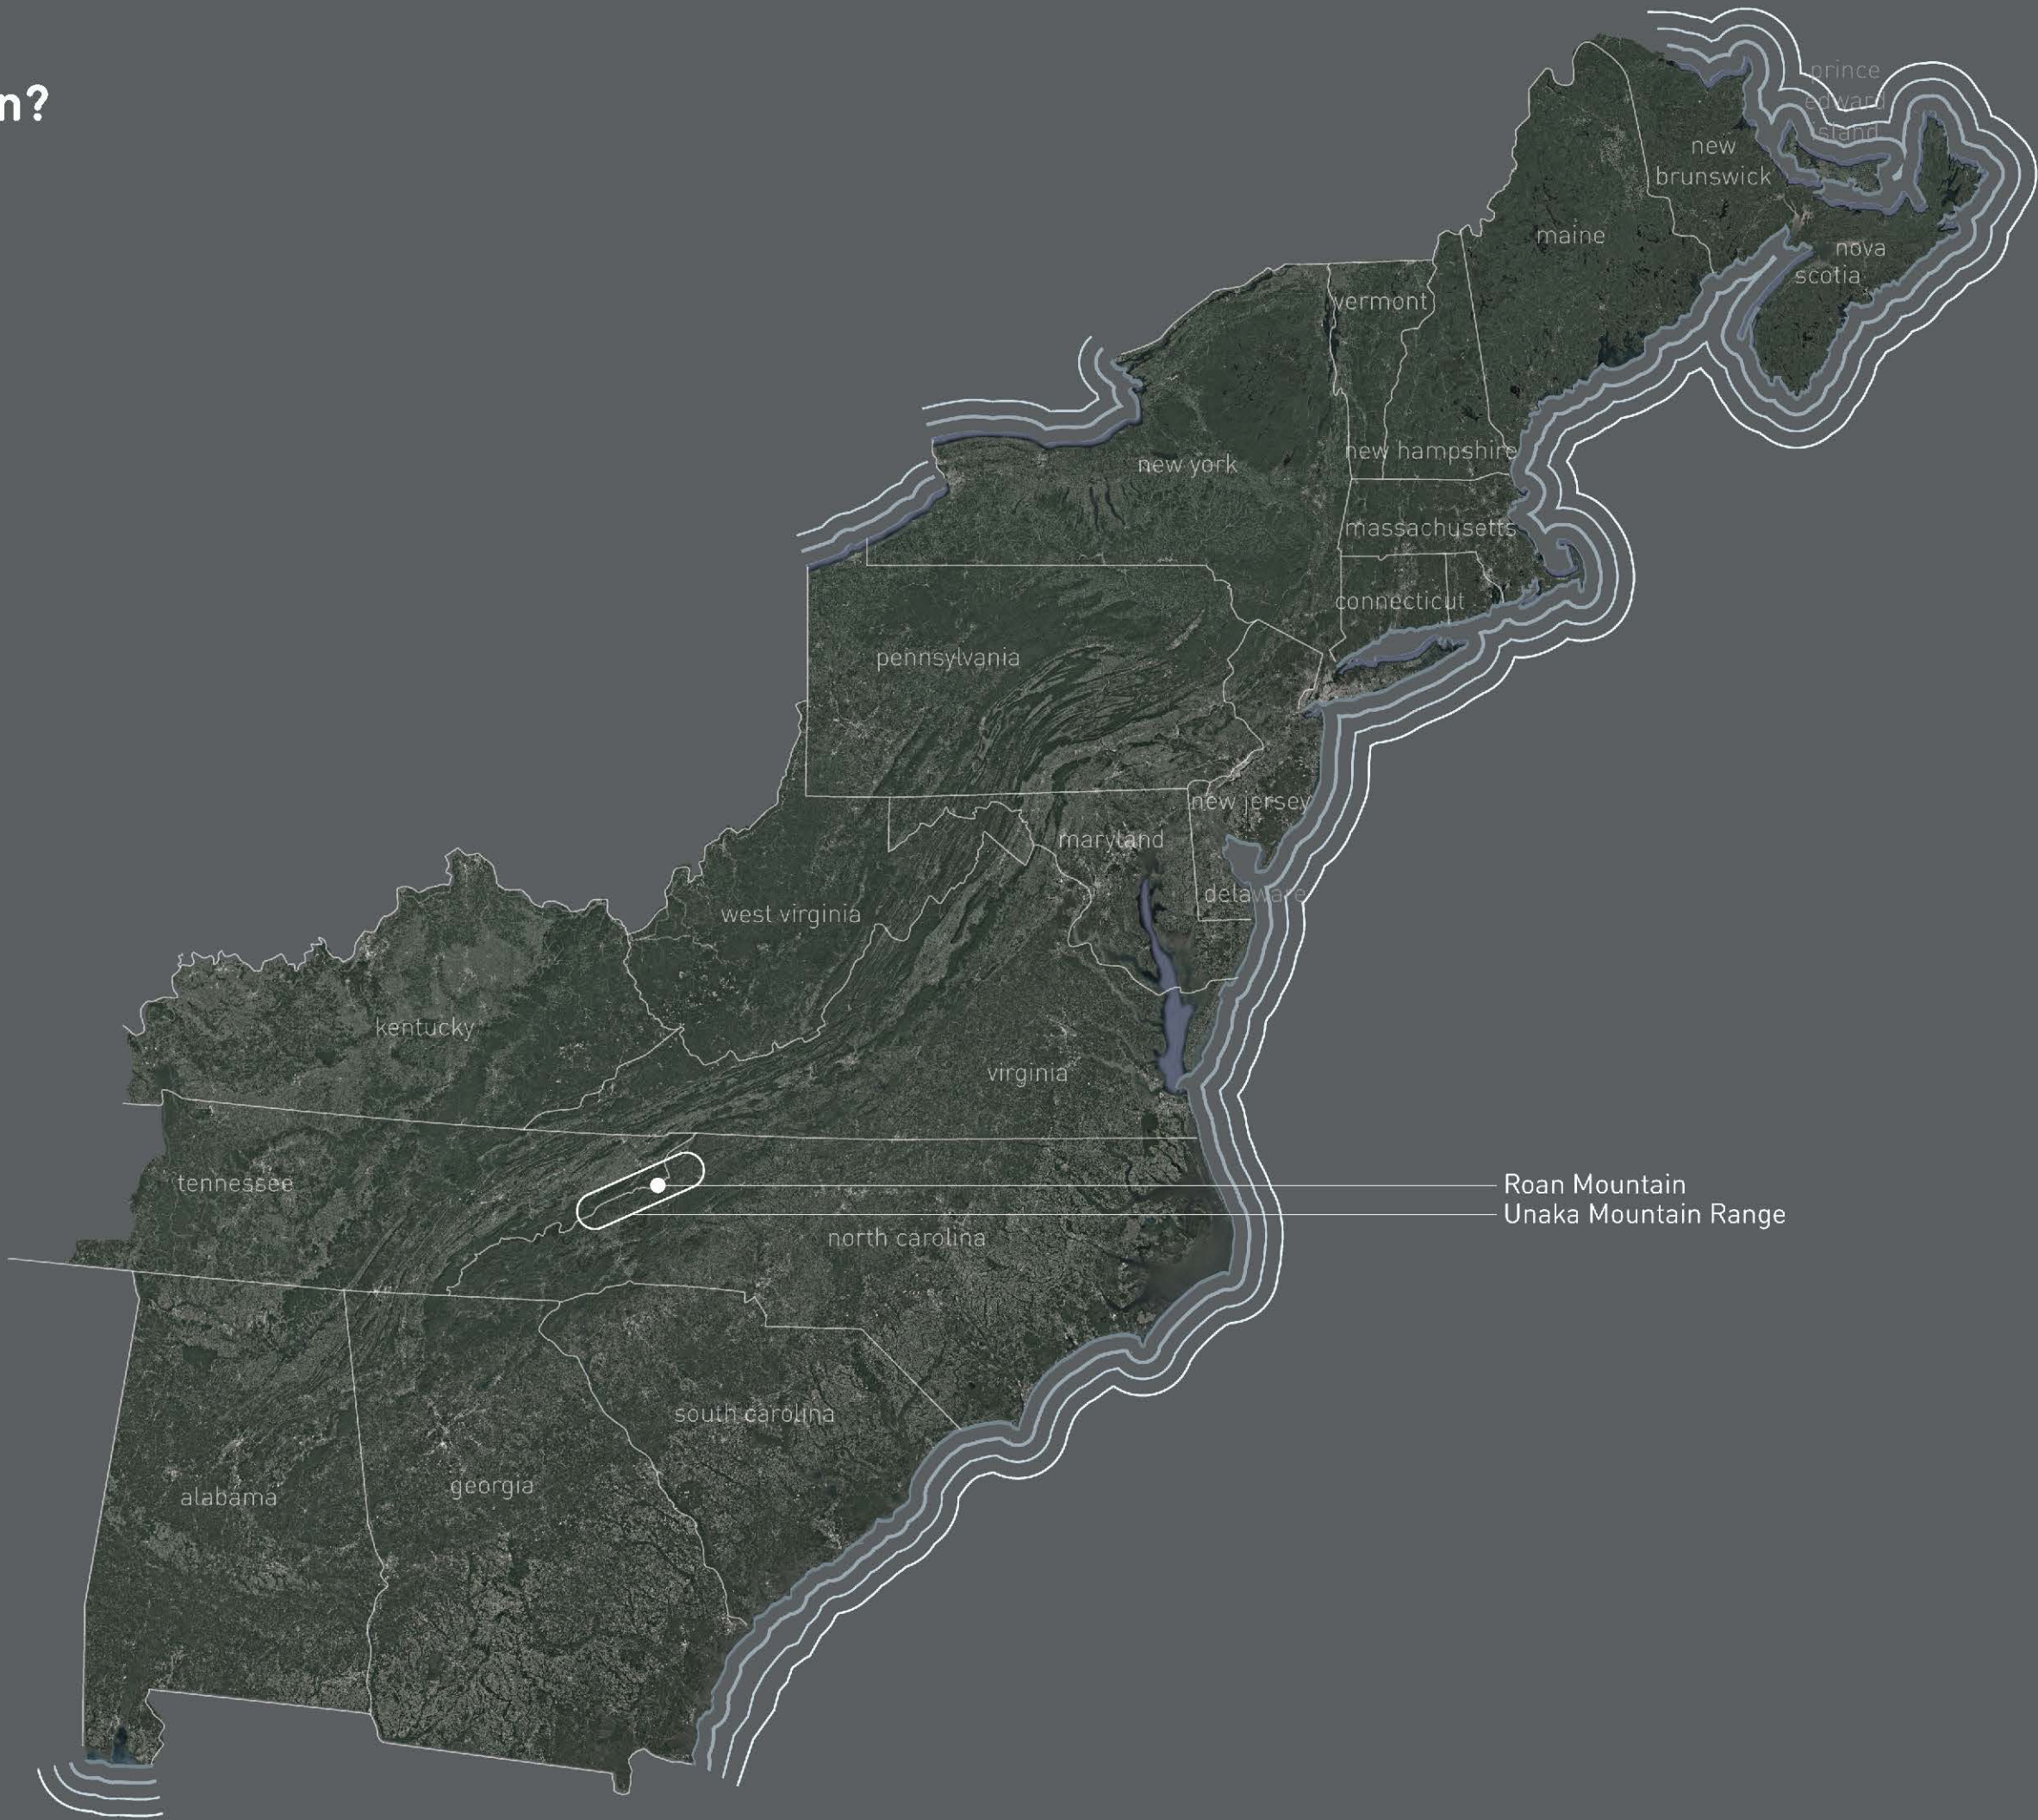 n?
prince
edward
island
new
brunswick
maine
nova
scotia
vermont
new york
new hampshire
massachusetts
connecticut
pennsylvania
new jersey
maryland
delaware
west virginia
kentucky
virginia
tennessee
Roan Mountain
Unaka Mountain Range
north carolina
south carolina
georgia
alabama